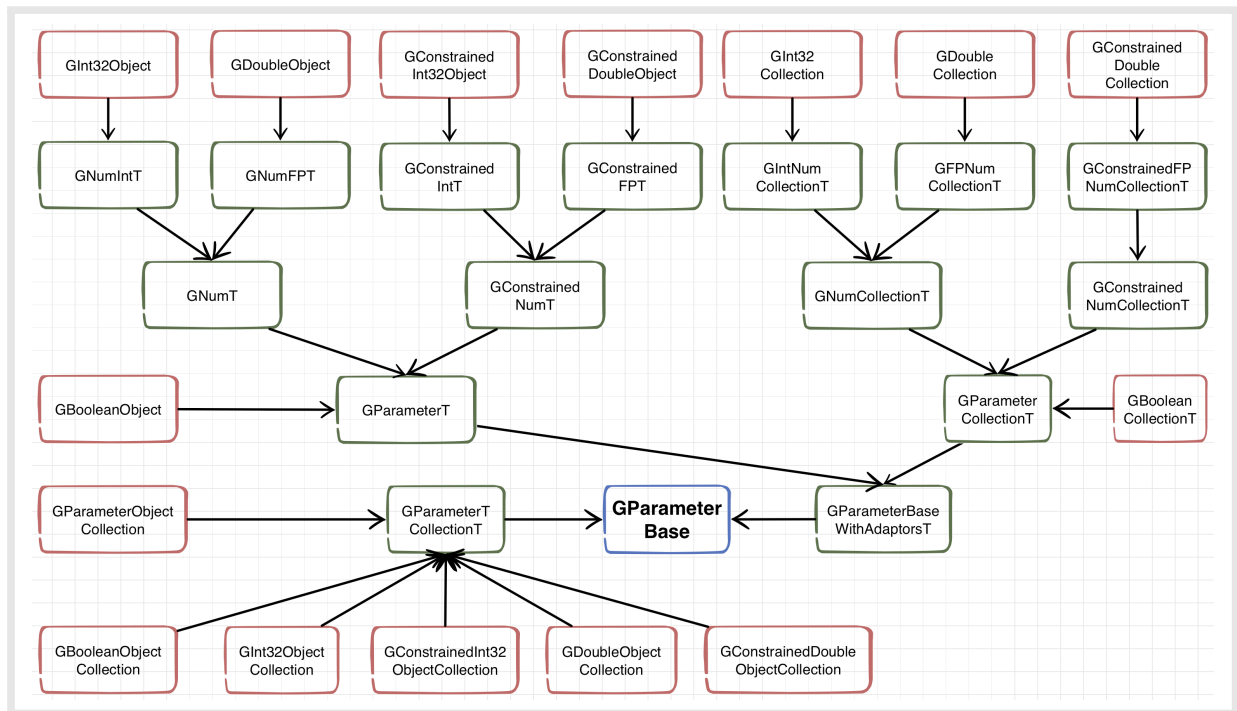 GInt32Object
GDoubleObject
GConstrained
Int32Object
GConstrained
DoubleObject
GInt32
Collection
GDouble
Collection
GConstrained
Double
Collection
GNumIntT
GNumFPT
GConstrained
IntT
GConstrained
FPT
GIntNum
CollectionT
GFPNum
CollectionT
GConstrainedFP
NumCollectionT
GNumT
GConstrained
NumT
GNumCollectionT
GConstrained
NumCollectionT
GBooleanObject
GParameterT
GParameter
CollectionT
GBoolean
CollectionT
GParameterObject
Collection
GParameterT
CollectionT
GParameter
Base
GParameterBase
WithAdaptorsT
GBooleanObject
Collection
GInt32Object
Collection
GConstrainedInt32
ObjectCollection
GDoubleObject
Collection
GConstrainedDouble
ObjectCollection